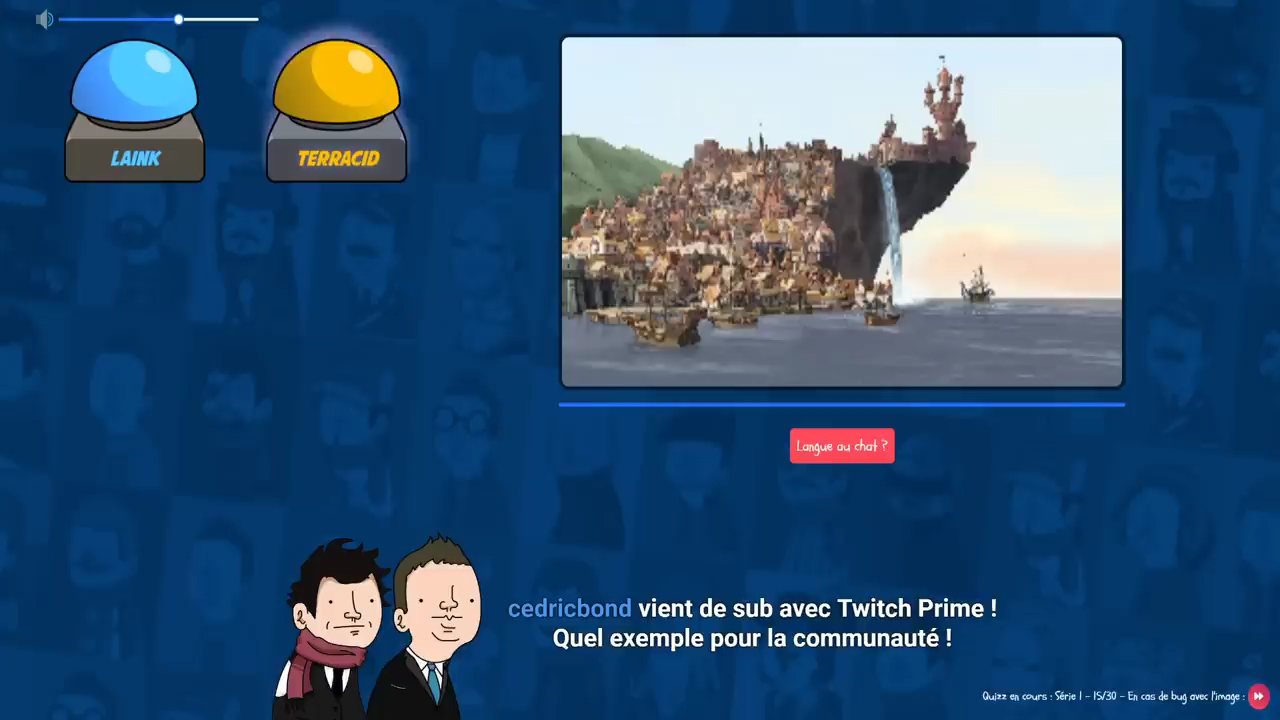 LAINK
TERRACID
Langue au chat ?
cedricbond vient de sub avec Twitch Prime !
Quel exemple pour la communauté !
Quizz en cours : Série 1 - 15/30 - En cas de bug avec l'image :